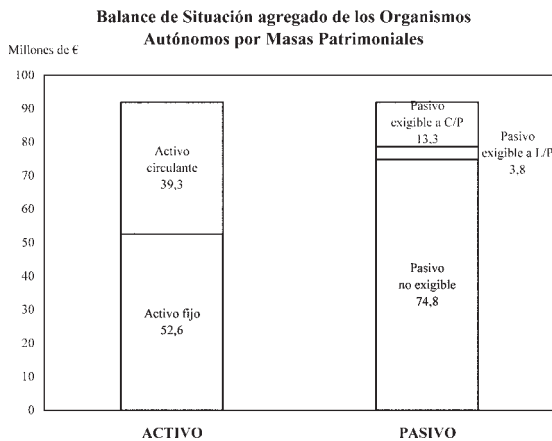 Balance de Situación agregado de los Organismos
Autónomos por Masas Patrimoniales
Millones de €
100
90
80
70
60
50
40
30
20
10
0
Activo
circulante
39,3
Activo fijo
52,6
Pasivo
exigible a C/P
13,3
Pasivo
exigible a L/P
3,8
Pasivo
no exigible
74,8
ACTIVO
PASIVO